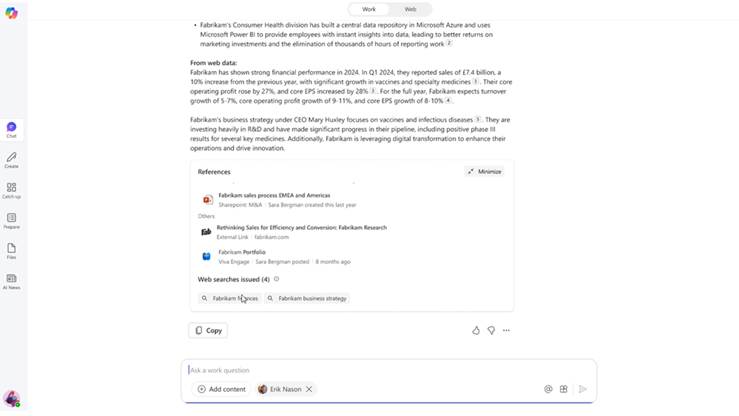 Work Web
• Fabrikam's Consumer Health division has built a central data repository in Microsoft Azure and uses
Microsoft Power BI to provide employees with instant insights into data, leading to better returns on
marketing investments and the elimination of thousands of hours of reporting work 2
From web data:
Fabrikam has shown strong financial performance in 2024. In Q1 2024, they reported sales of £7.4 billion, a
10% increase from the previous year, with significant growth in vaccines and specialty medicines 1. Their core
operating profit rose by 27%, and core EPS increased by 28% 3. For the full year, Fabrikam expects turnover
growth of 5-7%, core operating profit growth of 9-11%, and core EPS growth of 8-10% 4.
Fabrikam's business strategy under CEO Mary Huxley focuses on vaccines and infectious diseases 5. They are
investing heavily in R&D and have made significant progress in their pipeline, including positive phase III
results for several key medicines. Additionally, Fabrikam is leveraging digital transformation to enhance their
operations and drive innovation.
References
Minimize
Fabrikam sales process EMEA and Americas
Sharepoint: M&A · Sara Bergman created this last year
Others
Rethinking Sales for Efficiency and Conversion: Fabrikam Research
External Link · fabrikam.com
Fabrikam Portfolio
Viva Engage · Sara Bergman posted · 8 months ago
Web searches issued (4)
Fabrikam finances
Fabrikam business strategy
Copy
Ask a work question
Add content
Erik Nason
Chat
Create
Catch up
Prepare
Files
AI News